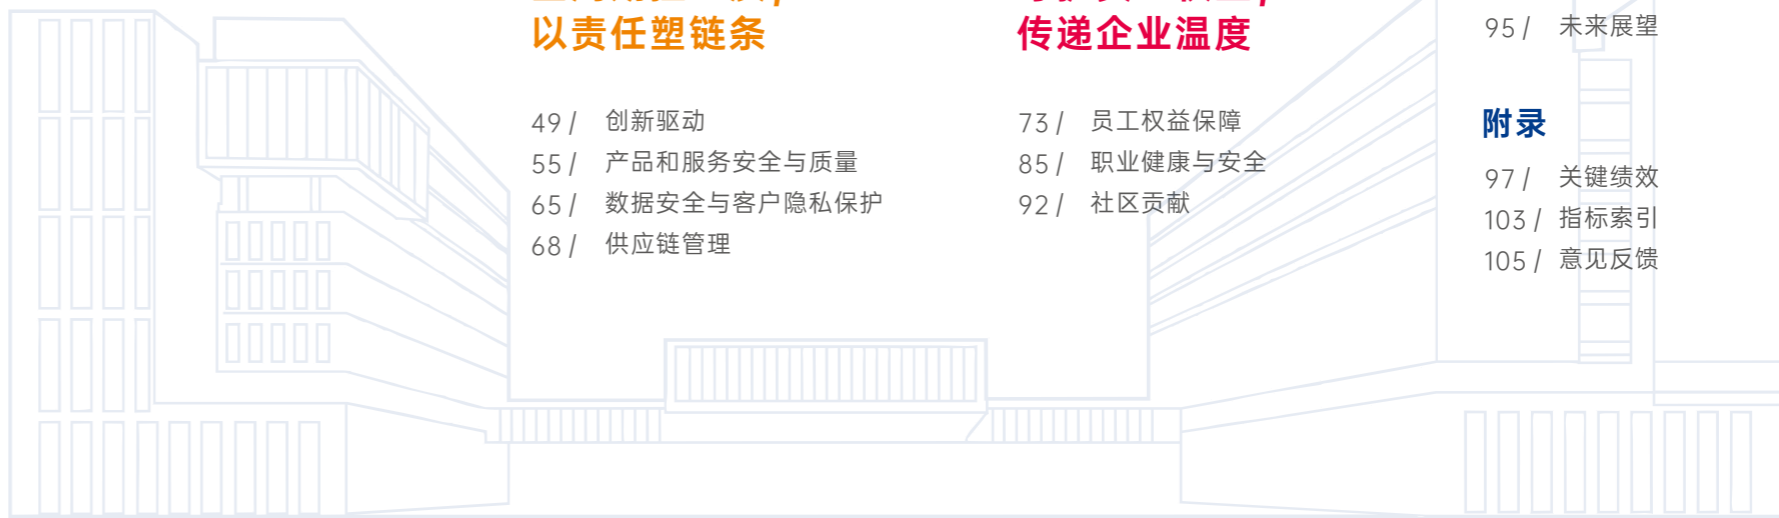 以责任塑链条
49 / 创新驱动
55 / 产品和服务安全与质量
65 / 数据安全与客户隐私保护
68 / 供应链管理
传递企业温度
73 / 员工权益保障
85 / 职业健康与安全
92 / 社区贡献
95 / 未来展望
附录
97 / 关键绩效
103 / 指标索引
105 / 意见反馈